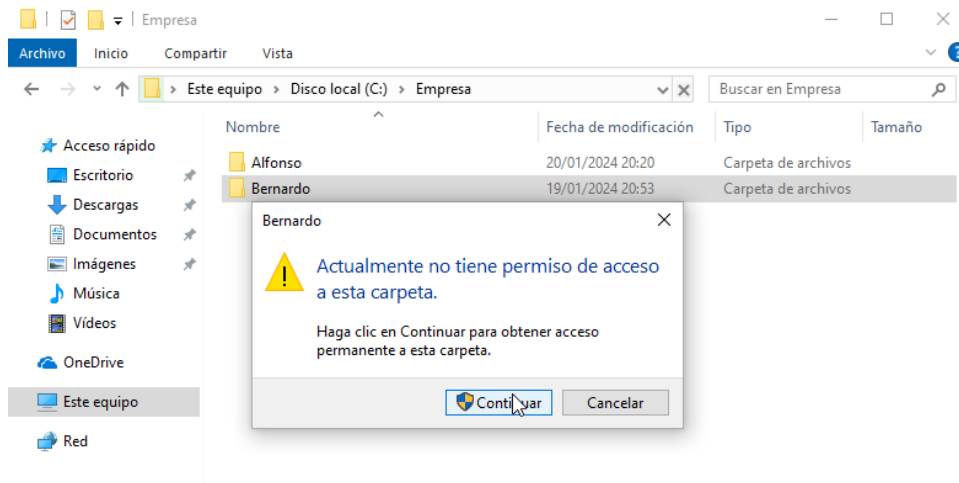 Empresa
Archivo Inicio Compartir Vista
Este equipo > Disco local (C:) > Empresa
Buscar en Empresa
Nombre Fecha de modificación Tipo Tamaño
Acceso rápido
Escritorio
Descargas
Documentos
Imágenes
Música
Vídeos
OneDrive
Este equipo
Red
Alfonso 20/01/2024 20:20 Carpeta de archivos
Bernardo 19/01/2024 20:53 Carpeta de archivos
Bernardo
Actualmente no tiene permiso de acceso
a esta carpeta.
Haga clic en Continuar para obtener acceso
permanente a esta carpeta.
Continuar Cancelar